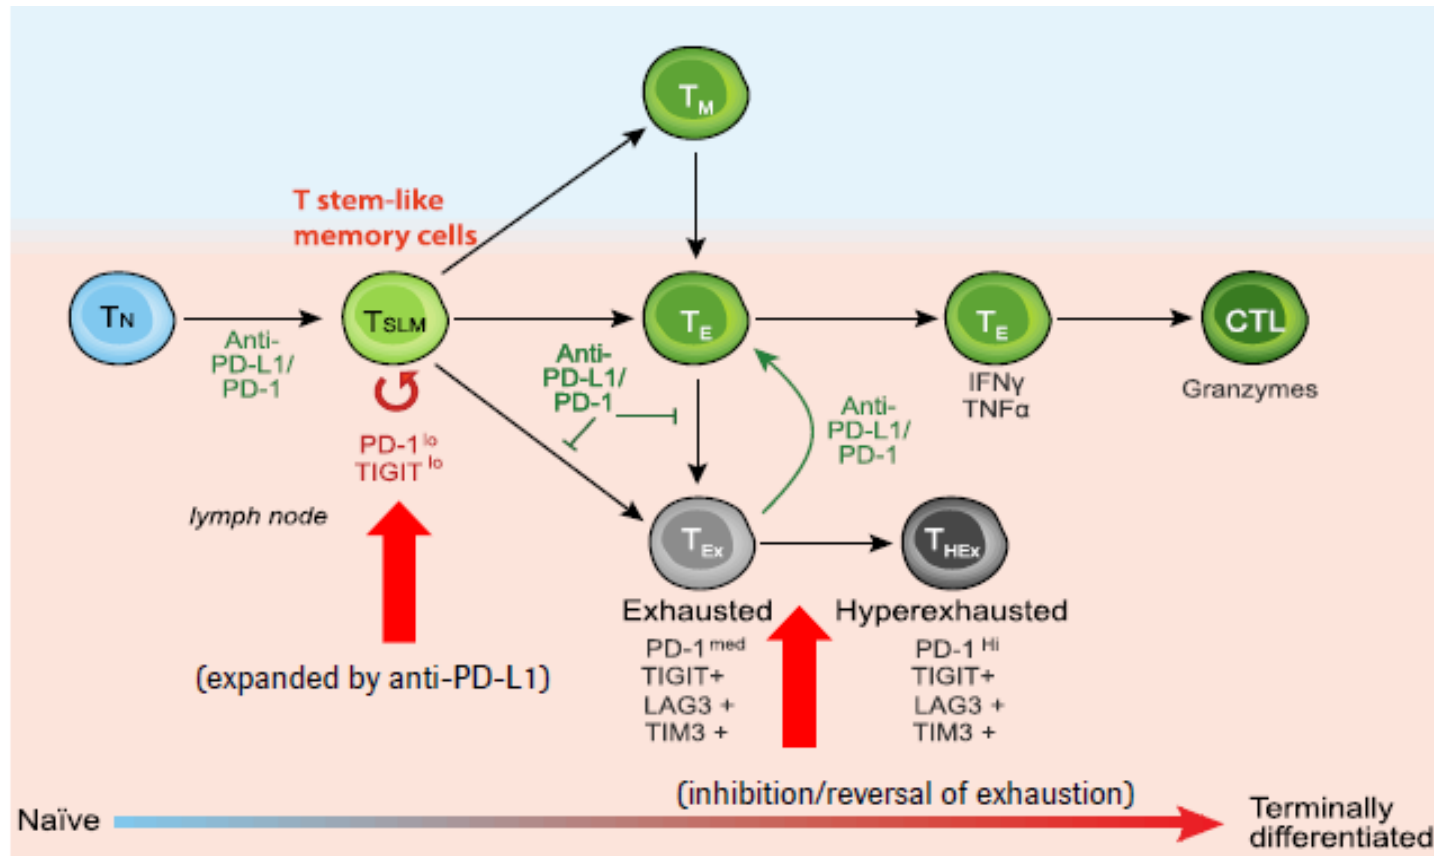 TM
T stem-like
memory cells
TN
Anti-
PD-L1/
PD-1
TSLM
TE
TE
IFNγ
TNFα
CTL
Granzymes
PD-1 lo
TIGIT lo
lymph node
Anti-
PD-L1/
PD-1
Anti-
PD-L1/
PD-1
TEx
THEx
Exhausted
PD-1 med
TIGIT+
LAG3 +
TIM3 +
Hyperexhausted
PD-1 Hi
TIGIT+
LAG3 +
TIM3 +
(expanded by anti-PD-L1)
(inhibition/reversal of exhaustion)
Naïve
Terminally
differentiated